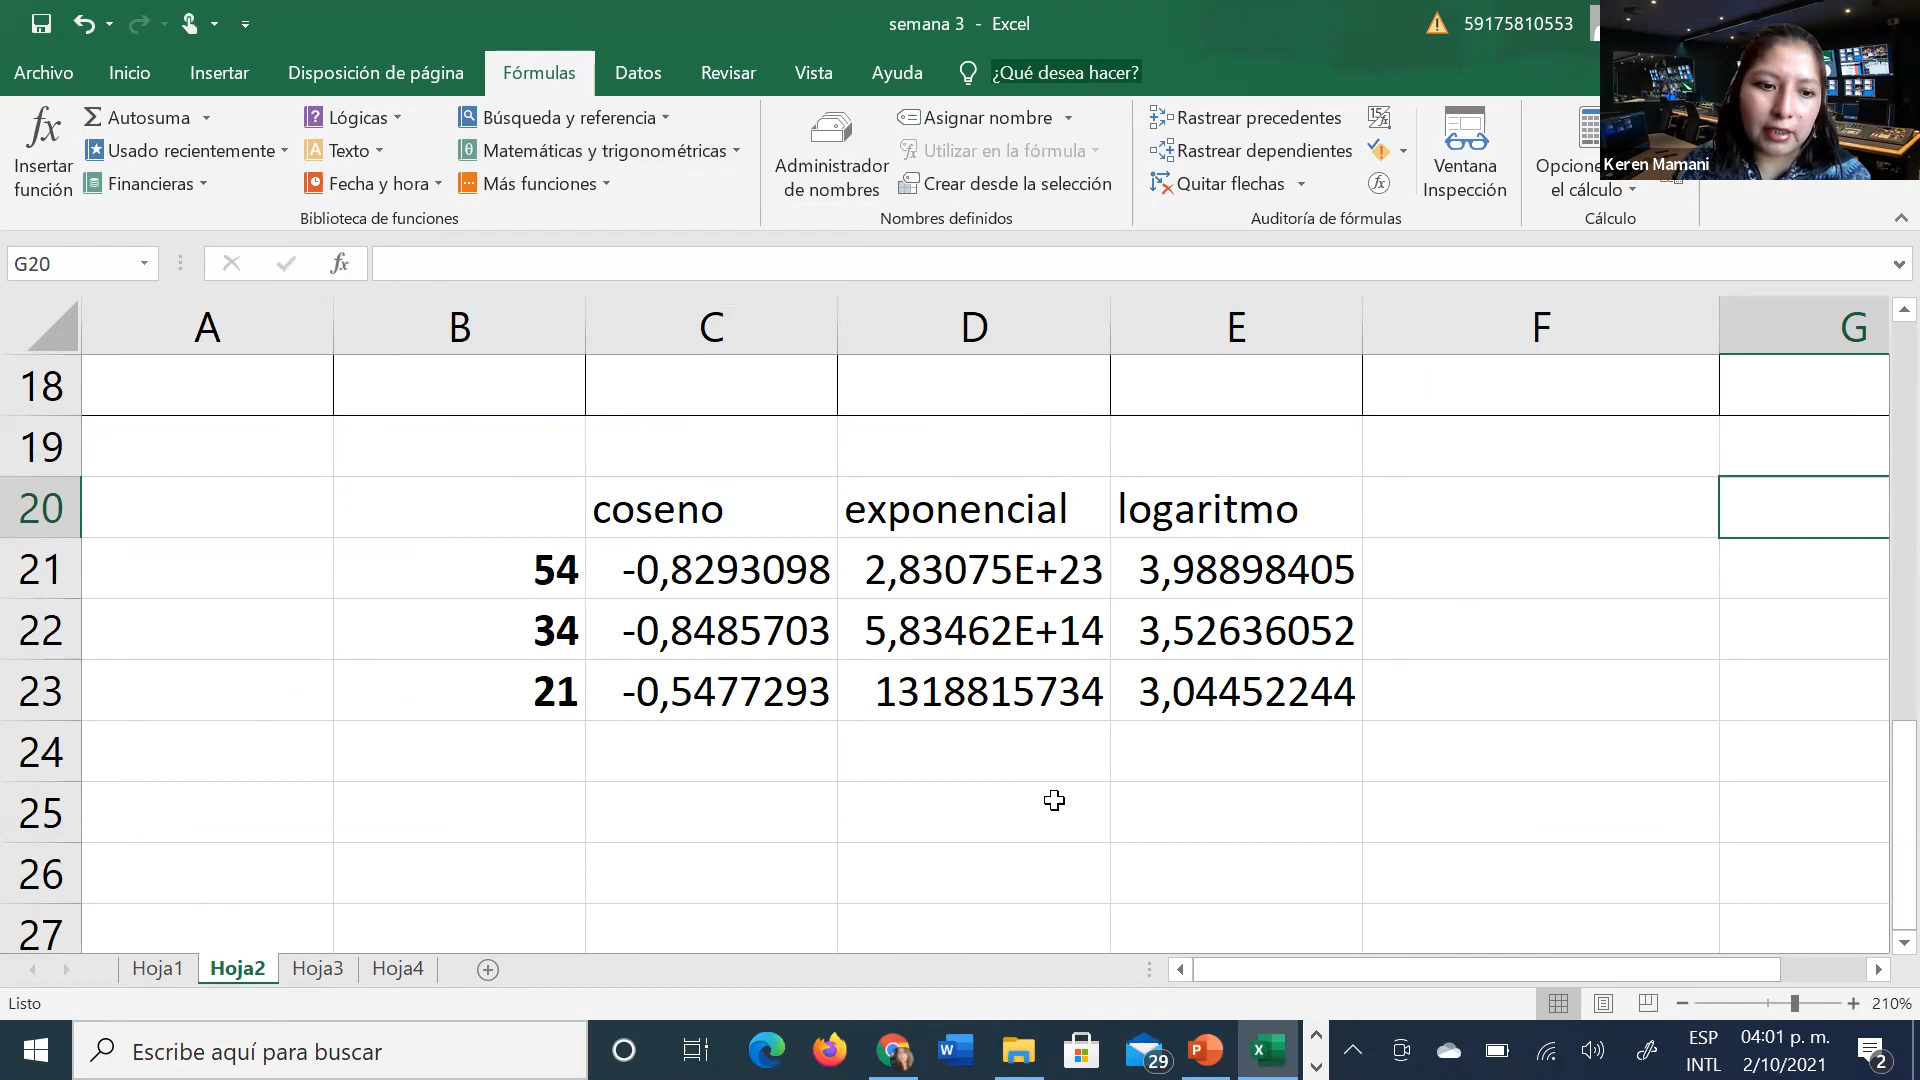 semana 3 - Excel
59175810553
Archivo Inicio Insertar Disposición de página Fórmulas Datos Revisar Vista Ayuda ¿Qué desea hacer?
fx Insertar función
Σ Autosuma
Usado recientemente
Financieras
Lógicas
Texto
Fecha y hora
Búsqueda y referencia
Matemáticas y trigonométricas
Más funciones
Biblioteca de funciones
Administrador de nombres
Asignar nombre
Utilizar en la fórmula
Crear desde la selección
Nombres definidos
Rastrear precedentes
Rastrear dependientes
Quitar flechas
Ventana Inspección
Auditoría de fórmulas
el cálculo
Cálculo
Keren Mamani
G20 fx
A B C D E F G
18
19
20 coseno exponencial logaritmo
21 54 -0,8293098 2,83075E+23 3,98898405
22 34 -0,8485703 5,83462E+14 3,52636052
23 21 -0,5477293 1318815734 3,04452244
24
25
26
27
Hoja1 Hoja2 Hoja3 Hoja4
Listo
210%
Escribe aquí para buscar
29
ESP
INTL
04:01 p. m.
2/10/2021
2